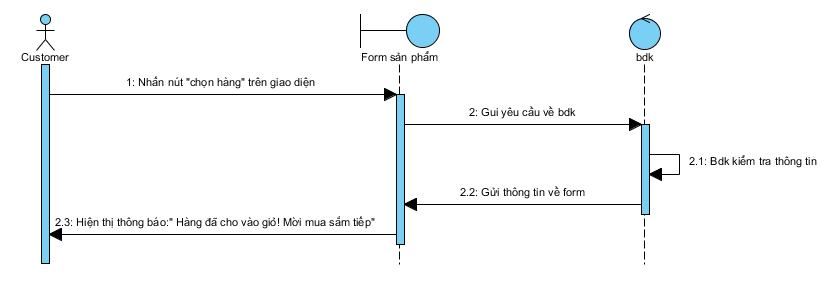 Customer
Form sản phẩm
bdk
1: Nhấn nút "chọn hàng" trên giao diện
2: Gui yêu cầu về bdk
2.1: Bdk kiểm tra thông tin
2.2: Gửi thông tin về form
2.3: Hiện thị thông báo:" Hàng đã cho vào giỏ! Mời mua sắm tiếp"